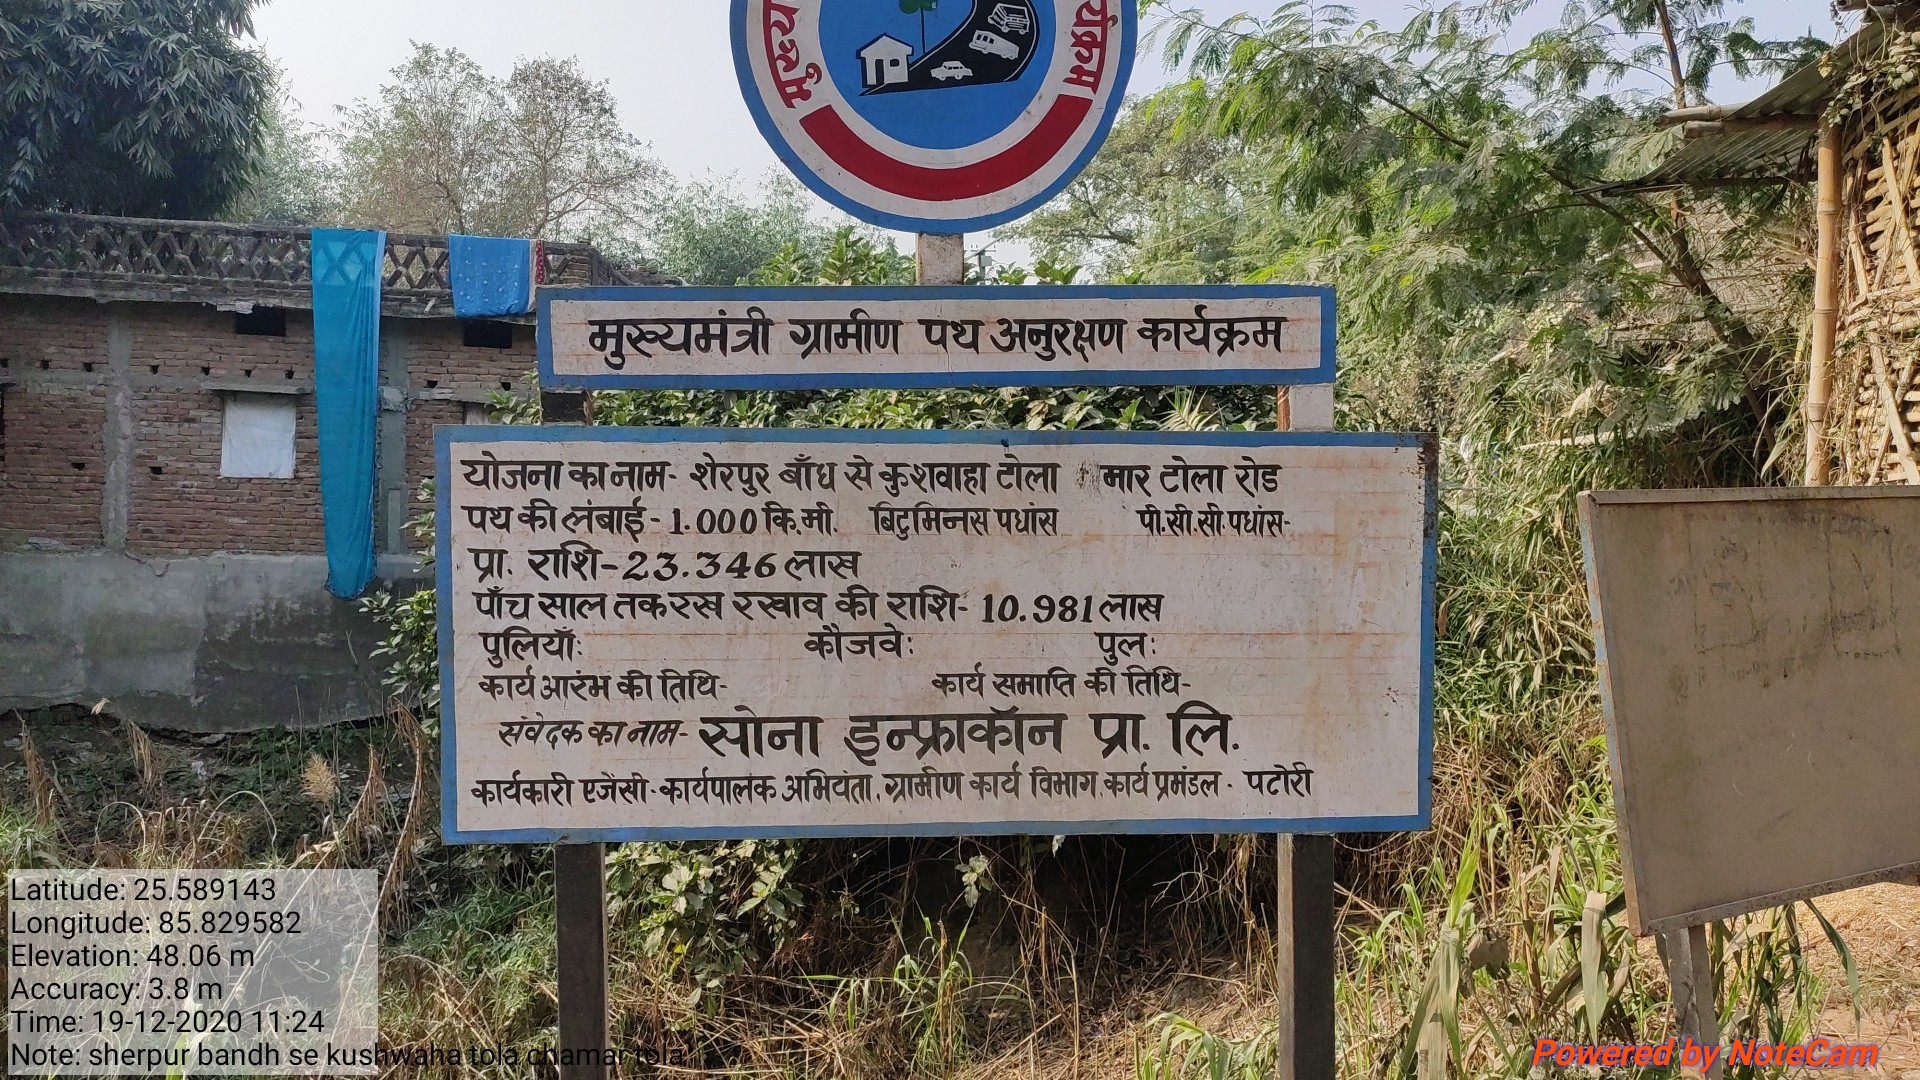 मुख्य र्यक्रम
मुख्यमंत्री ग्रामीण पथ अनुरक्षण कार्यक्रम
योजना का नाम- शेरपुर बाँध से कुशवाहा टोला मार टोला रोड
पथ की लंबाई - 1.000 कि.मी. बिटुमिन्नस पथांस पी.सी.सी.पथांस-
प्रा. राशि-23.346 लाख
पाँच साल तक रख रखाव की राशि- 10.981 लाख
पुलियाँ: कौजवे: पुल:
कार्य आरंभ की तिथि- कार्य समाप्ति की तिथि-
संवेदक का नाम- सोना इन्फ्राकॉन प्रा. लि.
कार्यकारी एजेंसी-कार्यपालक अभियंता, ग्रामीण कार्य विभाग, कार्य प्रमंडल - पटोरी
Latitude: 25.589143
Longitude: 85.829582
Elevation: 48.06 m
Accuracy: 3.8 m
Time: 19-12-2020 11:24
Note: sherpur bandh se kushwaha tola chamar tola
Powered by NoteCam